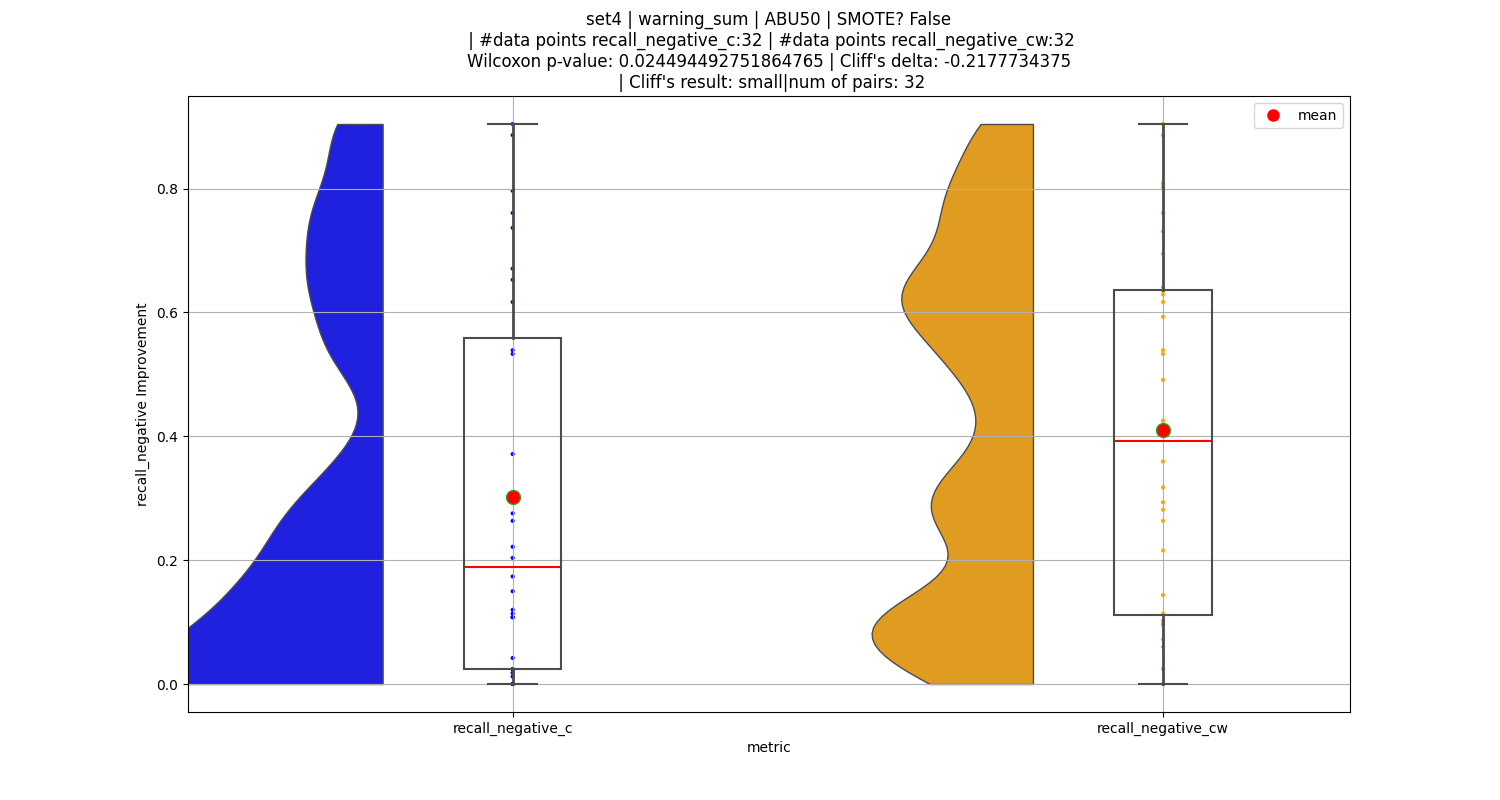 set4 | warning_sum | ABU50 | SMOTE? False
| #data points recall_negative_c:32 | #data points recall_negative_cw:32
Wilcoxon p-value: 0.024494492751864765 | Cliff's delta: -0.2177734375
| Cliff's result: small|num of pairs: 32
mean
0.8
0.6
0.4
0.2
0.0
recall_negative Improvement
recall_negative_c
recall_negative_cw
metric